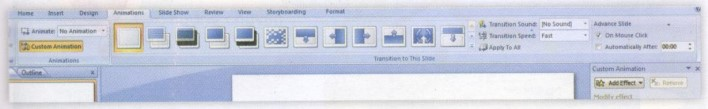 Home Insert Design Animations Slide Show Review View Storyboarding Format
Animate: No Animation
Custom Animation
Animations
Transition to This Slide
Transition Sound: [No Sound]
Transition Speed: Fast
Apply To All
Advance Slide
On Mouse Click
Automatically After: 00:00
Outline
Custom Animation
Add Effect
Remove
Modify effect